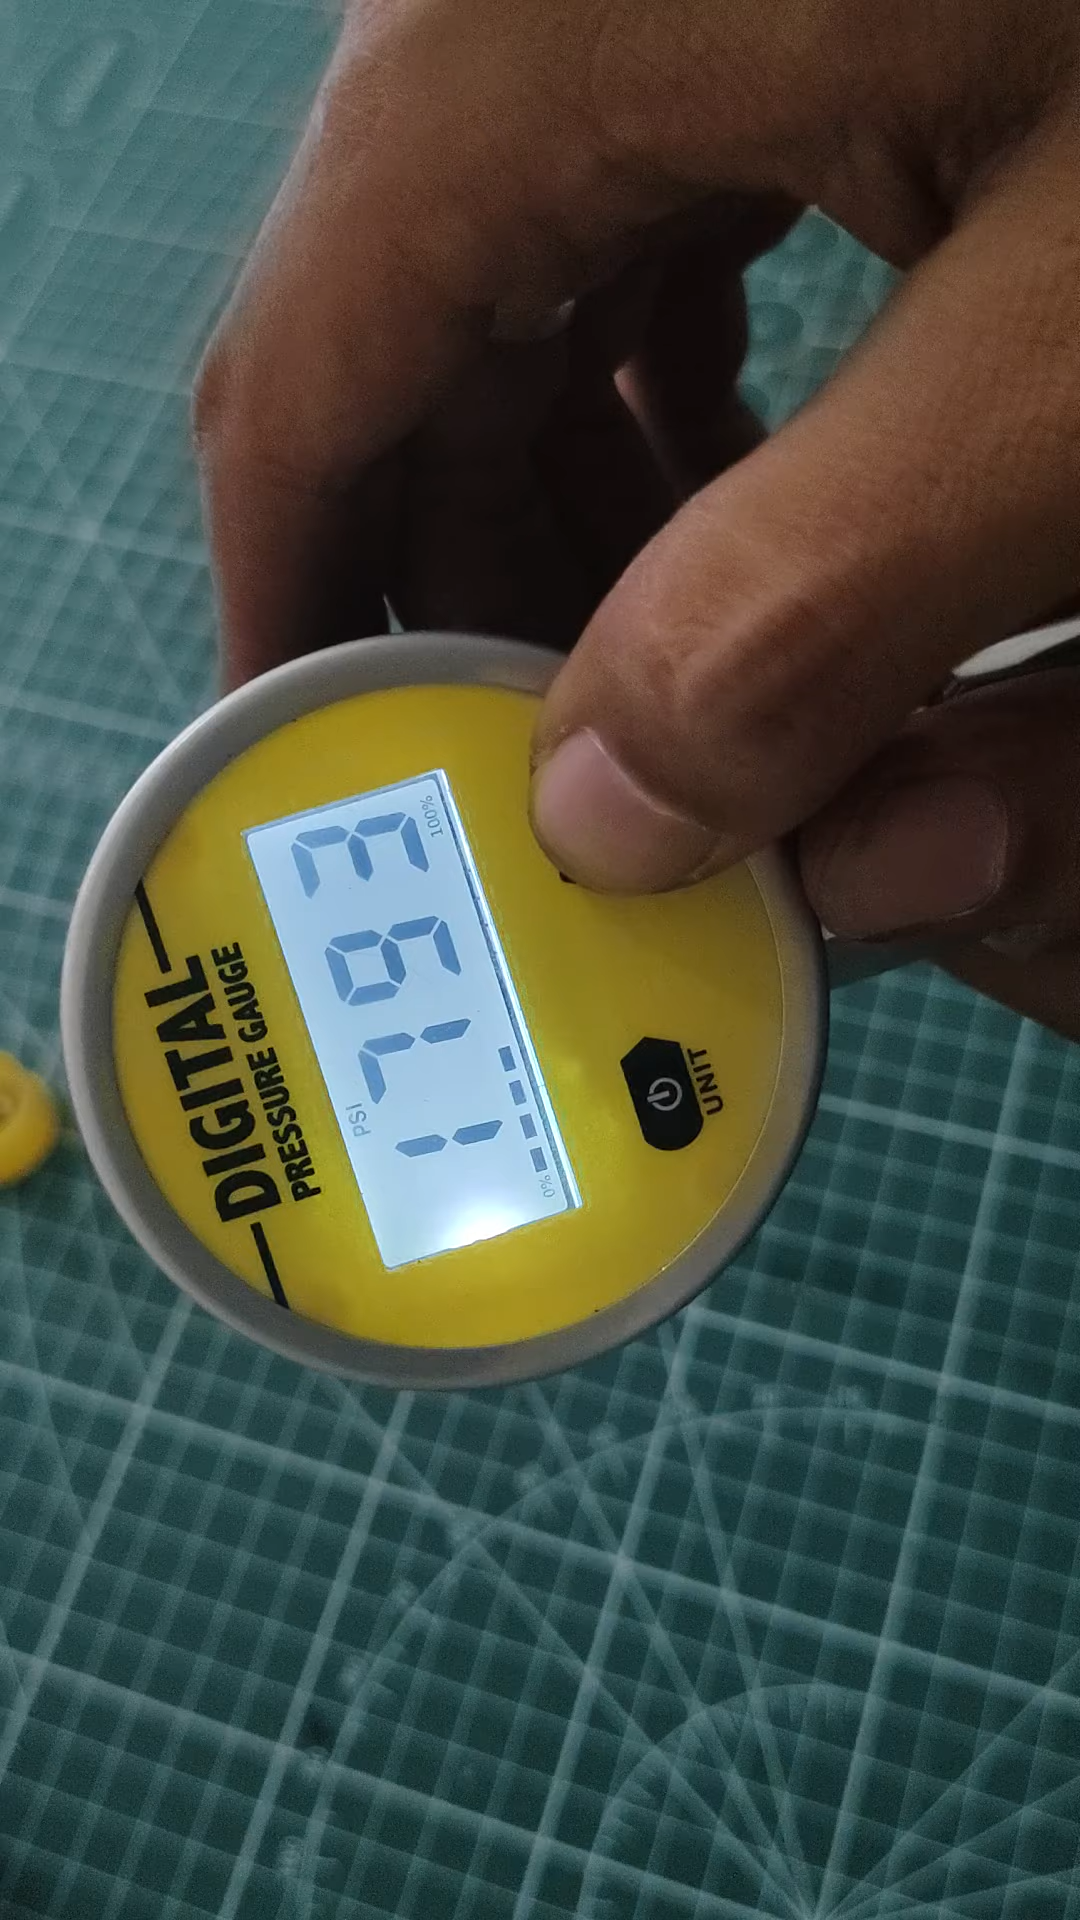 DIGITAL
PRESSURE GAUGE
PSI
1793
0% 100%
UNIT